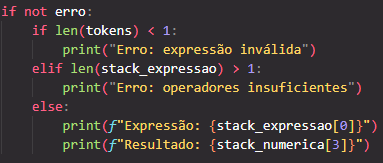 if not erro:
    if len(tokens) < 1:
        print("Erro: expressão inválida")
    elif len(stack_expressao) > 1:
        print("Erro: operadores insuficientes")
    else:
        print(f"Expressão: {stack_expressao[0]}")
        print(f"Resultado: {stack_numerica[3]}")